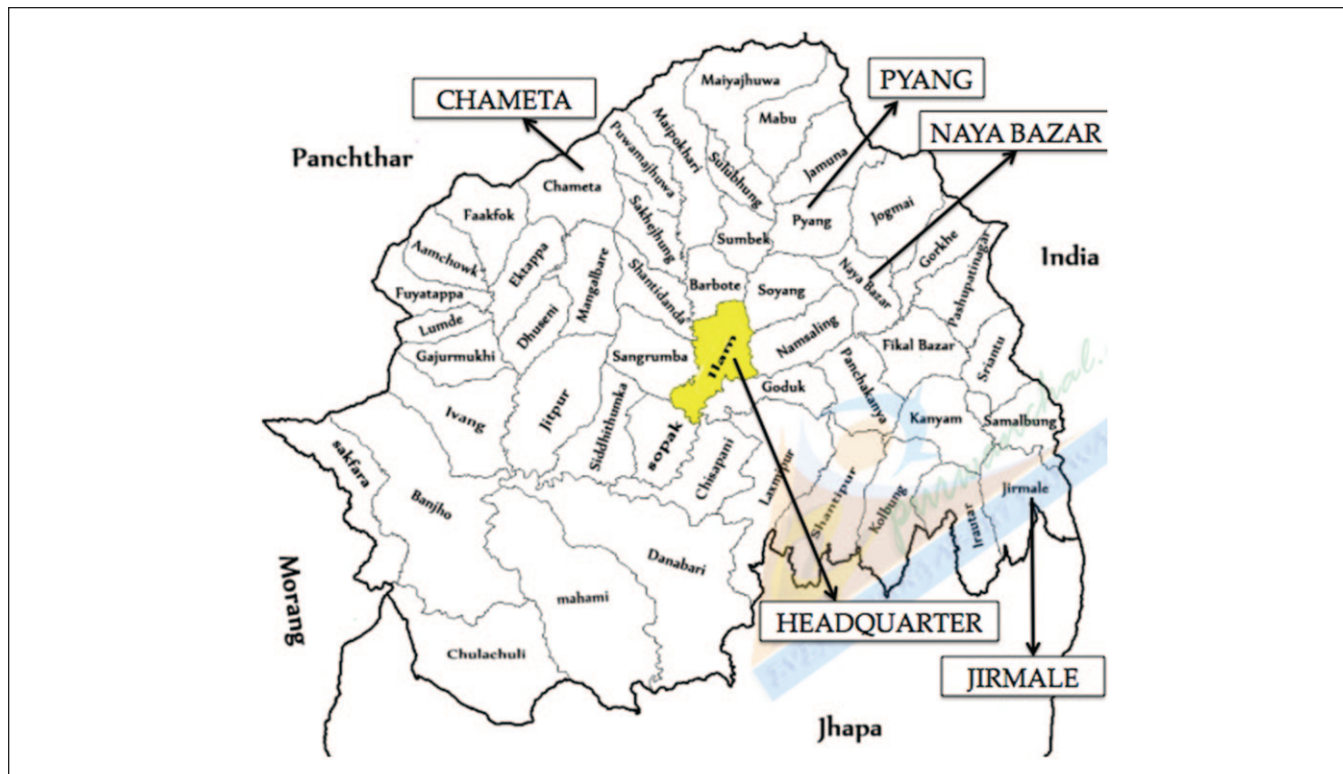 Maiyajhuwa
PYANG
CHAMETA
Mabu
NAYA BAZAR
Maipokhari
Puwamajhuwa
Panchthar
Sulubhung
Jamuna
Chameta
Sakhejhung
Faakfok
Pyang
Jogmai
Sumbek
Aamchowk
Ektappa
Gorkhe
India
Naya Bazar
Pashupatinagar
Mangalbare
Shantidanda
Barbote
Soyang
Fuyatappa
Lumde
Dhuseni
Namsaling
Fikal Bazar
Gajurmukhi
Sangrumba
Ilam
Sriantu
Goduk
Panchakanya
Ivang
Jitpur
Siddhithumka
Kanyam
Samalbung
sopak
sakfara
Chisapani
Laxmipur
Shantipur
Kolbung
Jirmale
Banjho
Irautar
purwanchal.
Danabari
Morang
mahami
HEADQUARTER
Chulachuli
JIRMALE
Jhapa